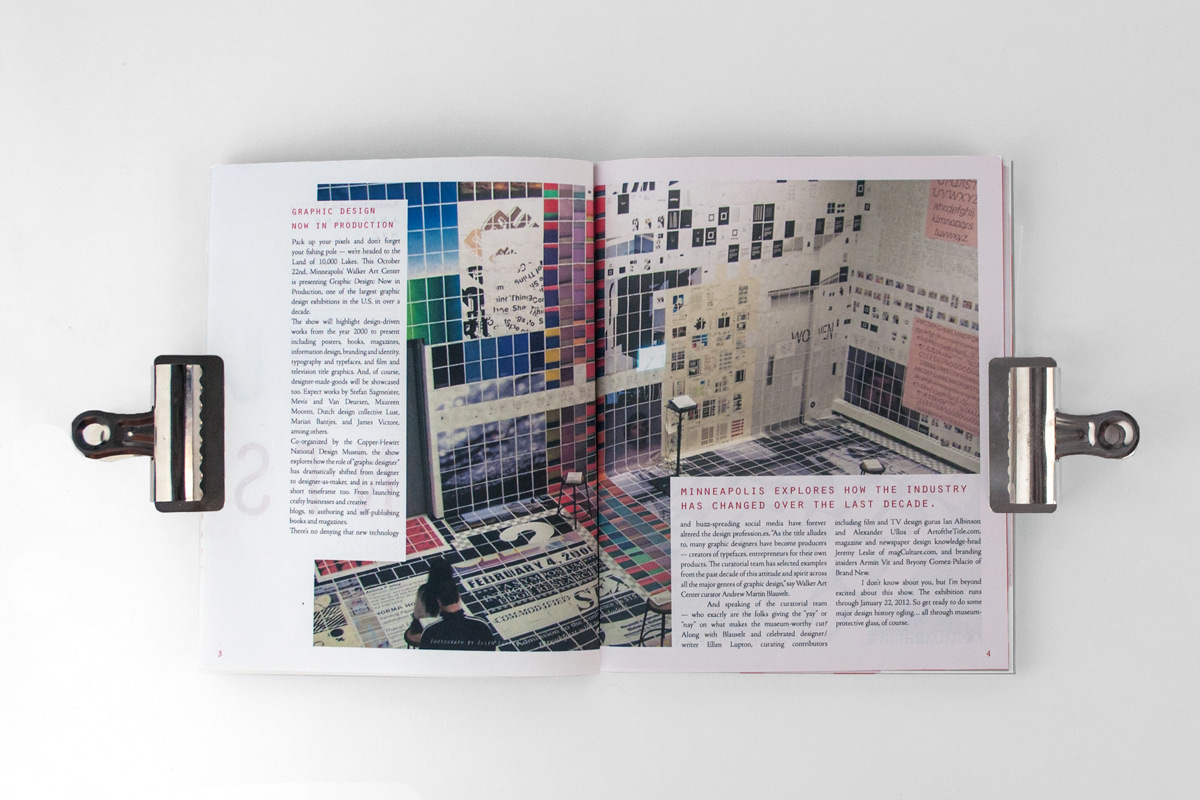 GRAPHIC DESIGN
NOW IN PRODUCTION
Pack up your pixels and don't forget
your fishing pole — we're headed to the
Land of 10,000 Lakes. This October
22nd, Minneapolis' Walker Art Center
is presenting Graphic Design: Now in
Production, one of the largest graphic
design exhibitions in the U.S. in over a
decade.
The show will highlight design-driven
works from the year 2000 to present
including posters, books, magazines,
information design, branding and identity,
typography and typefaces, and film and
television title graphics. And, of course,
designer-made-goods will be showcased
too. Expect works by Stefan Sagmeister,
Mevis and Van Deursen, Maureen
Mooren, Dutch design collective Lust,
Marian Bantjes, and James Victore,
among others.
Co-organized by the Copper-Hewitt
National Design Museum, the show
explores how the role of "graphic designer"
has dramatically shifted from designer
to designer-as-maker, and in a relatively
short timeframe too. From launching
crafty businesses and creative
blogs, to authoring and self-publishing
books and magazines.
There's no denying that new technology
FEBRUARY 4, 200
COMMODIFIED
SEX
PHOTOGRAPH BY ELLEN
3
WOMEN
abcdefghij
klmnopqrs
tuvwxyz
MINNEAPOLIS EXPLORES HOW THE INDUSTRY
HAS CHANGED OVER THE LAST DECADE.
and buzz-spreading social media have forever
altered the design profession.es. "As the title alludes
to, many graphic designers have become producers
— creators of typefaces, entrepreneurs for their own
products. The curatorial team has selected examples
from the past decade of this attitude and spirit across
all the major genres of graphic design," say Walker Art
Center curator Andrew Martin Blauvelt.
And speaking of the curatorial team
— who exactly are the folks giving the "yay" or
"nay" on what makes the museum-worthy cut?
Along with Blauvelt and celebrated designer/
writer Ellen Lupton, curating contributors
including film and TV design gurus Ian Albinson
and Alexander Ulloa of ArtoftheTitle.com,
magazine and newspaper design knowledge-head
Jeremy Leslie of magCulture.com, and branding
insiders Armin Vit and Bryony Gomez-Palacio of
Brand New.
I don't know about you, but I'm beyond
excited about this show. The exhibition runs
through January 22, 2012. So get ready to do some
major design history ogling... all through museum-
protective glass, of course.
4